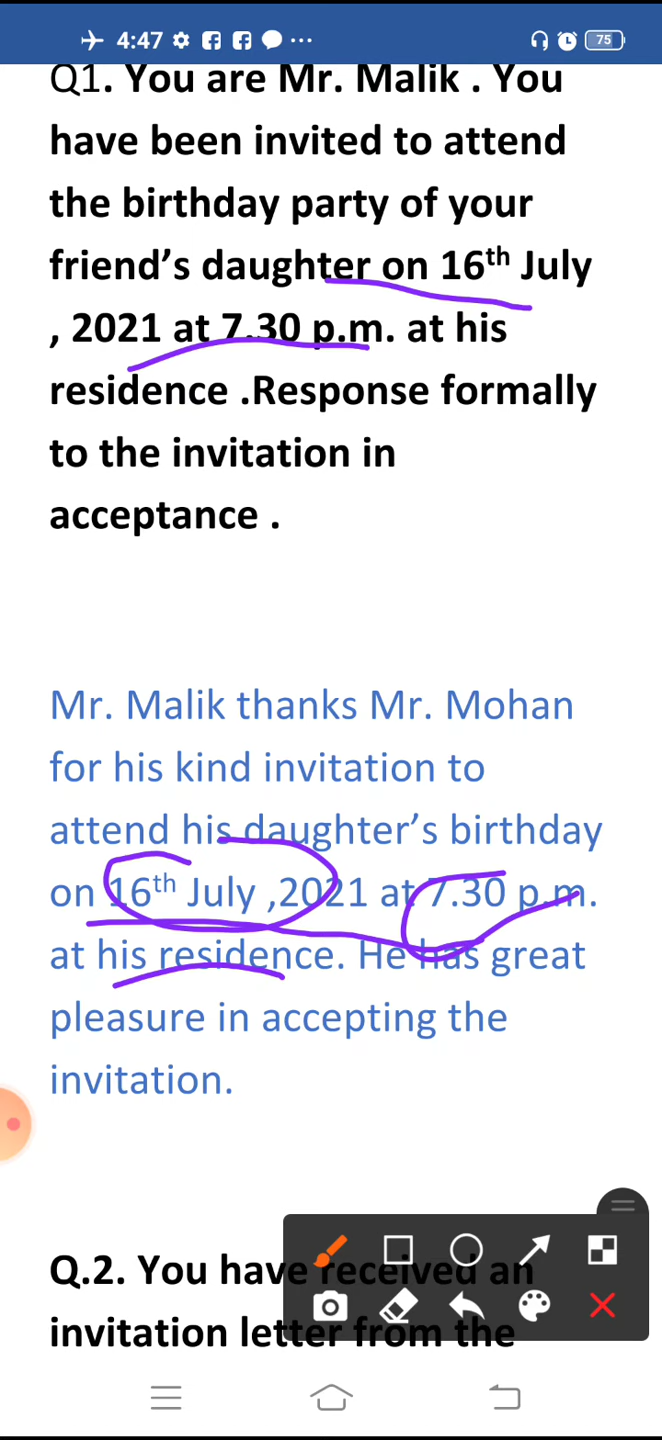 4:47
75
Q1. You are Mr. Malik . You
have been invited to attend
the birthday party of your
friend's daughter on 16th July
, 2021 at 7.30 p.m. at his
residence .Response formally
to the invitation in
acceptance .
Mr. Malik thanks Mr. Mohan
for his kind invitation to
attend his daughter's birthday
on 16th July ,2021 at 7.30 p.m.
at his residence. He has great
pleasure in accepting the
invitation.
Q.2. You have received an
invitation letter from the